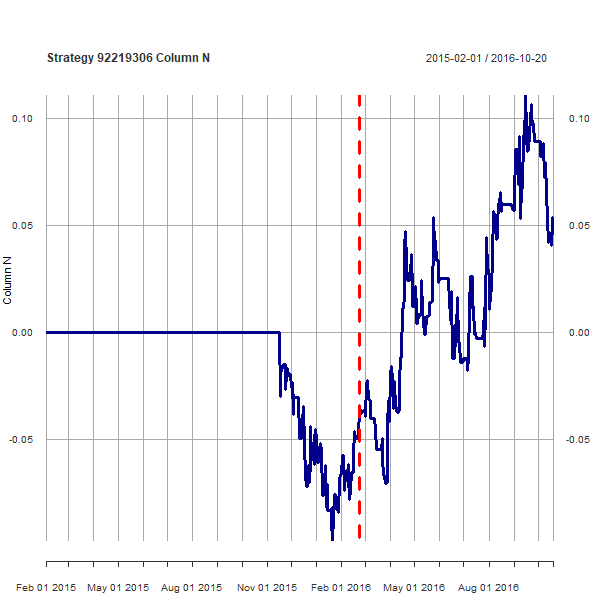 Strategy 92219306 Column N
2015-02-01 / 2016-10-20
0.10
0.10
0.05
0.05
Column N
0.00
0.00
-0.05
-0.05
Feb 01 2015
May 01 2015
Aug 01 2015
Nov 01 2015
Feb 01 2016
May 01 2016
Aug 01 2016